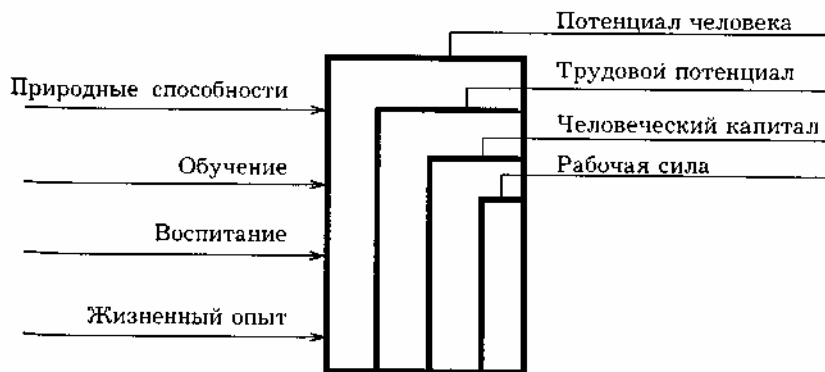 Потенциал человека
Трудовой потенциал
Природные способности
Человеческий капитал
Обучение
Рабочая сила
Воспитание
Жизненный опыт